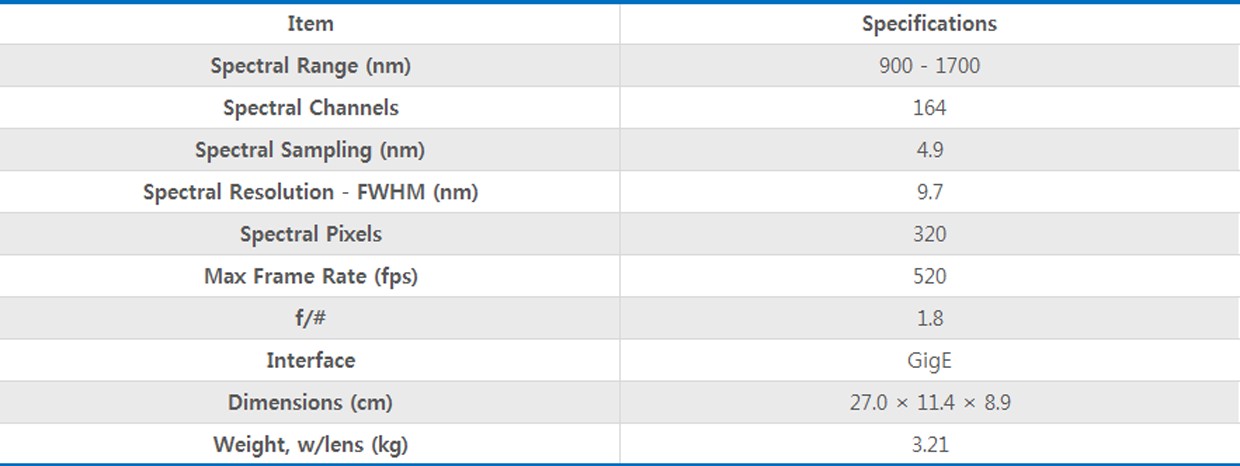 Item Specifications
Spectral Range (nm) 900 - 1700
Spectral Channels 164
Spectral Sampling (nm) 4.9
Spectral Resolution - FWHM (nm) 9.7
Spectral Pixels 320
Max Frame Rate (fps) 520
f/# 1.8
Interface GigE
Dimensions (cm) 27.0 × 11.4 × 8.9
Weight, w/lens (kg) 3.21